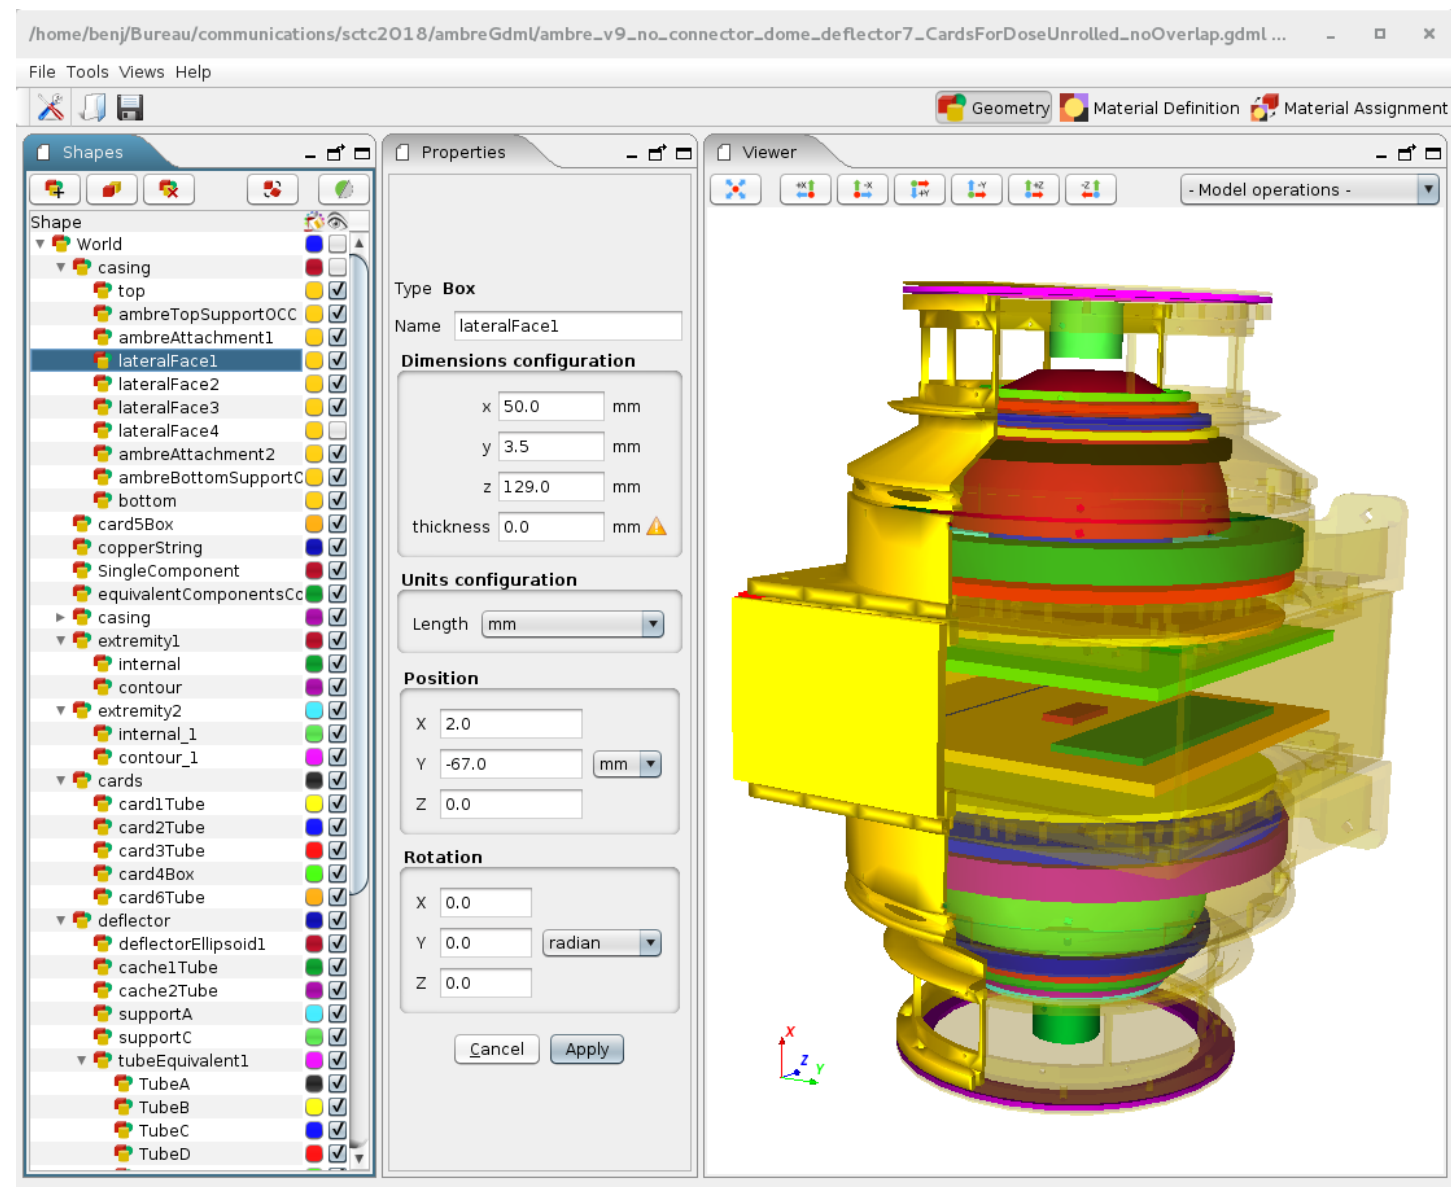 /home/benj/Bureau/communications/sctc2018/ambreGdml/ambre_v9_no_connector_dome_deflector7_CardsForDoseUnrolled_noOverlap.gdml ...
File Tools Views Help
Geometry Material Definition Material Assignment
Shapes
Shape
World
casing
top
ambreTopSupportOCC
ambreAttachment1
lateralFace1
lateralFace2
lateralFace3
lateralFace4
ambreAttachment2
ambreBottomSupportO
bottom
card5Box
copperString
SingleComponent
equivalentComponentsCo
casing
extremity1
internal
contour
extremity2
internal_1
contour_1
cards
card1Tube
card2Tube
card3Tube
card4Box
card6Tube
deflector
deflectorEllipsoid1
cache1Tube
cache2Tube
supportA
supportC
tubeEquivalent1
TubeA
TubeB
TubeC
TubeD
Properties
Type Box
Name lateralFace1
Dimensions configuration
x 50.0 mm
y 3.5 mm
z 129.0 mm
thickness 0.0 mm
Units configuration
Length mm
Position
X 2.0
Y -67.0 mm
Z 0.0
Rotation
X 0.0
Y 0.0 radian
Z 0.0
Cancel Apply
Viewer
+X -X +Y -Y +Z -Z
- Model operations -
X
Z
Y